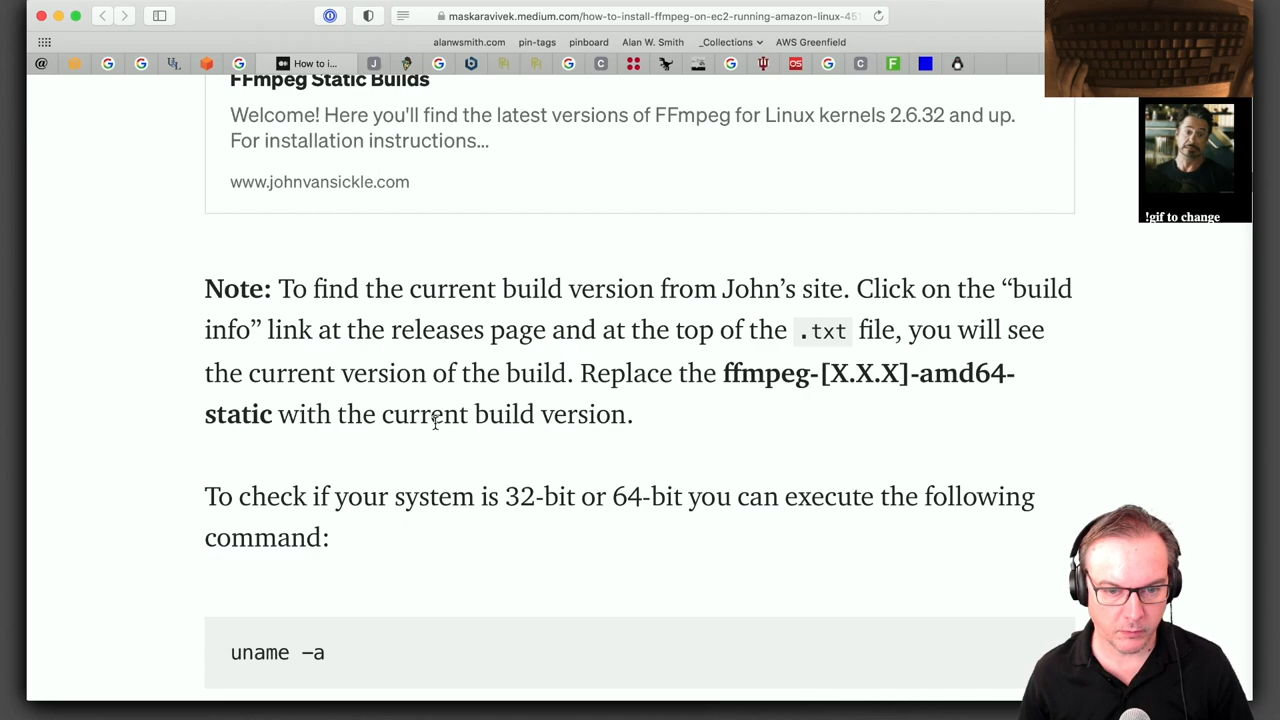 maskaravivek.medium.com/how-to-install-ffmpeg-on-ec2-running-amazon-linux-451
alanwsmith.com pin-tags pinboard Alan W. Smith _Collections AWS Greenfield
How to i...
FFmpeg Static Builds
Welcome! Here you'll find the latest versions of FFmpeg for Linux kernels 2.6.32 and up.
For installation instructions...
www.johnvansickle.com
!gif to change
Note: To find the current build version from John’s site. Click on the “build
info” link at the releases page and at the top of the .txt file, you will see
the current version of the build. Replace the ffmpeg-[X.X.X]-amd64-
static with the current build version.
To check if your system is 32-bit or 64-bit you can execute the following
command:
uname -a